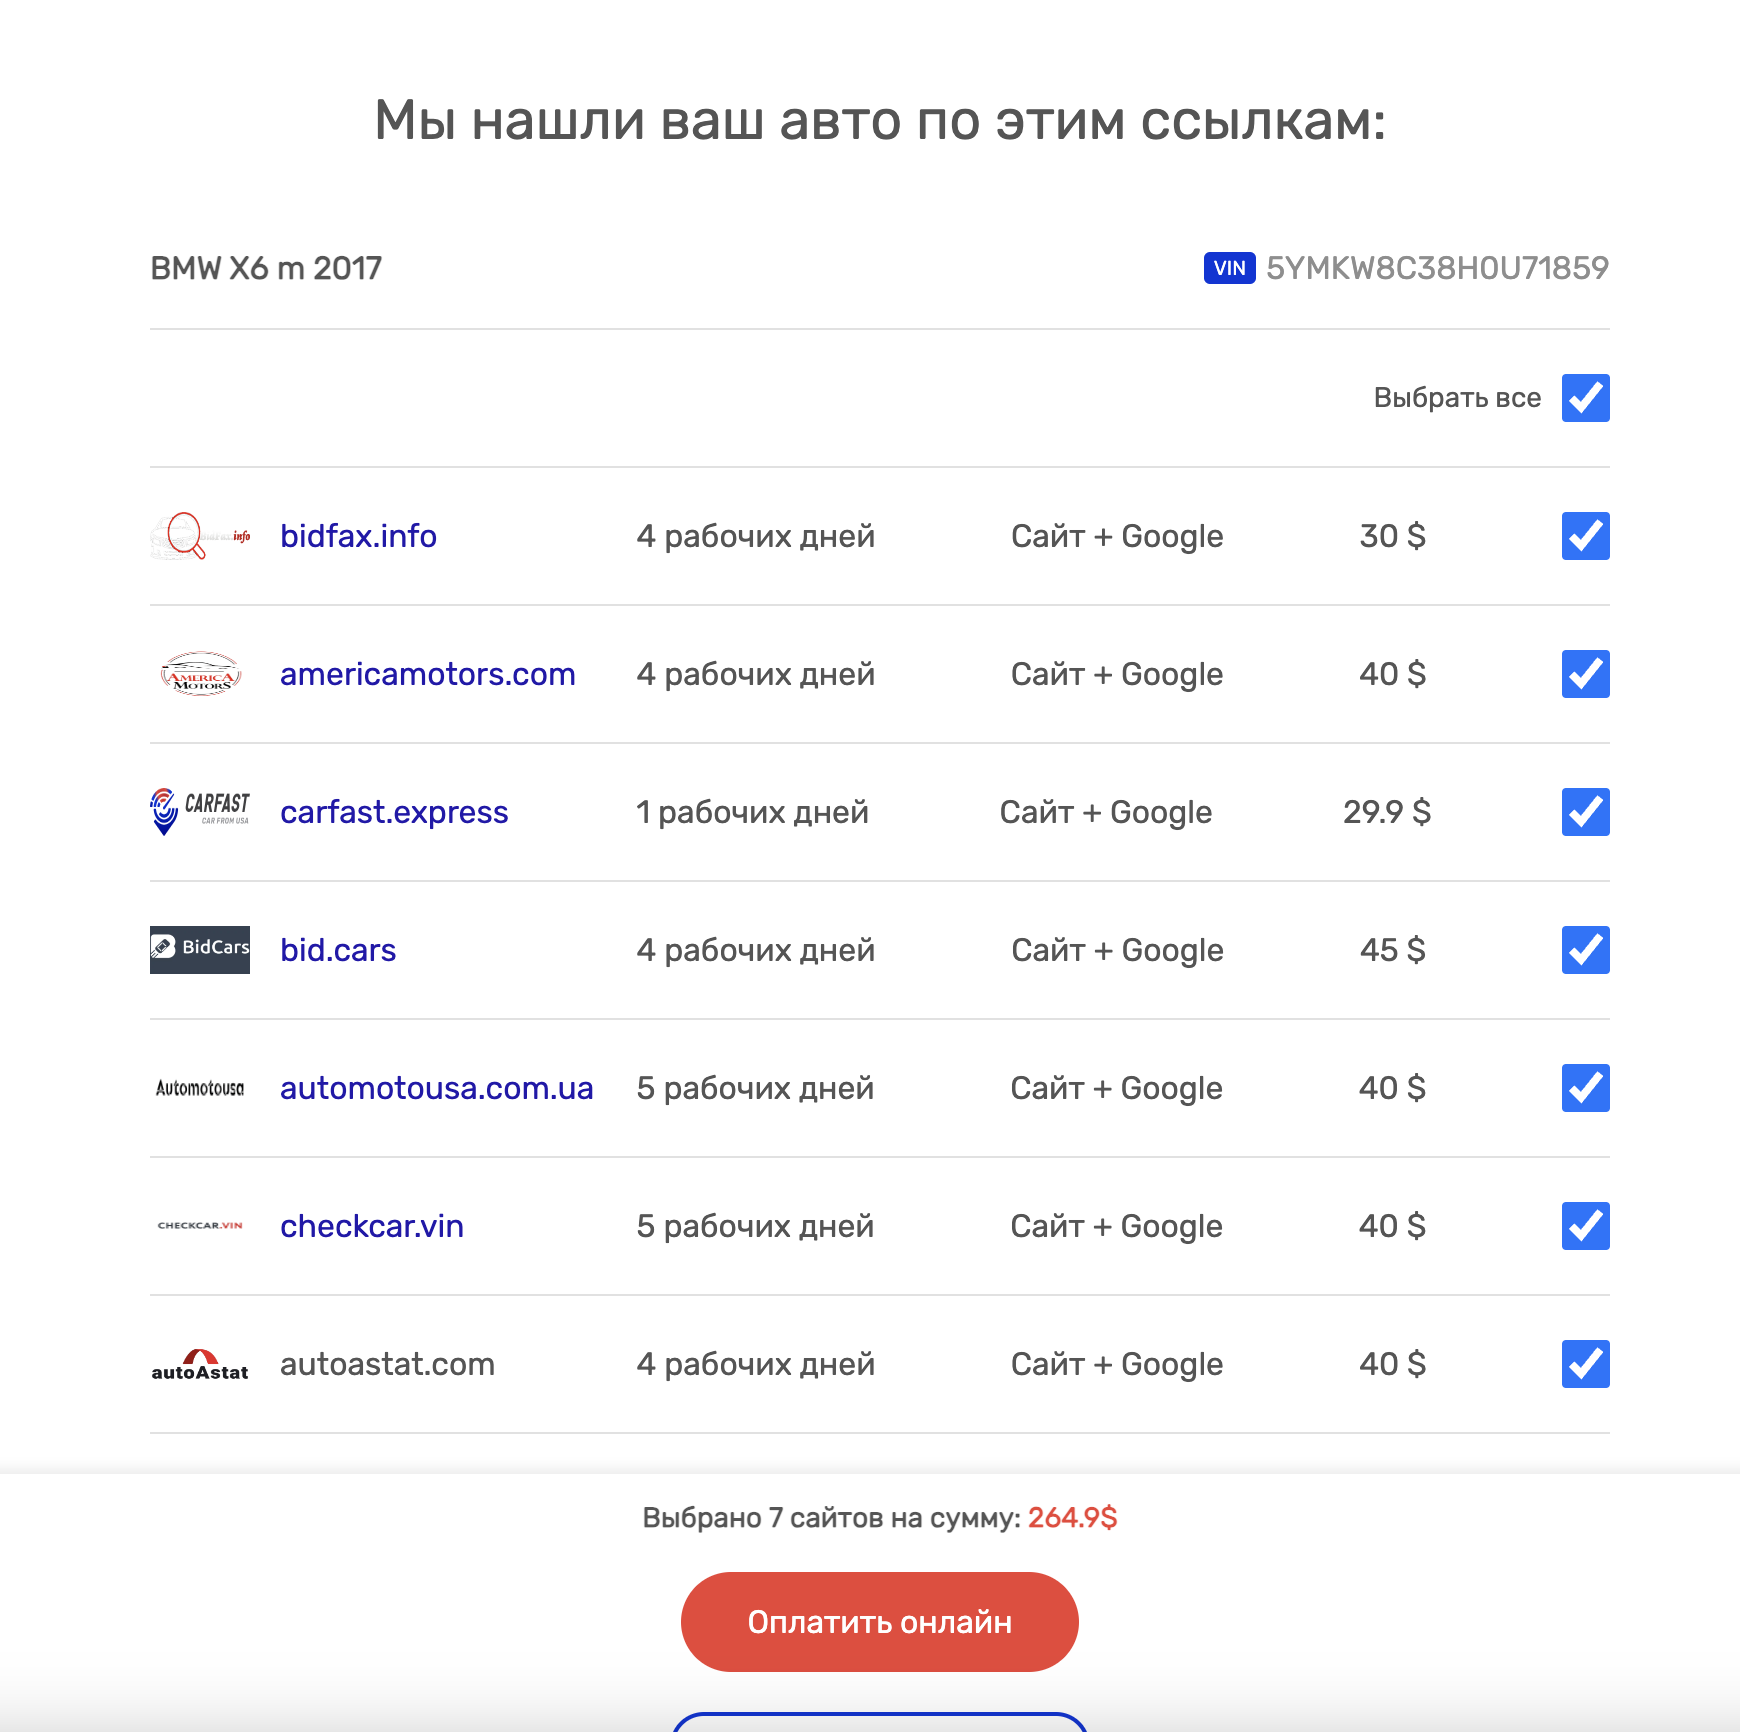 Мы нашли ваш авто по этим ссылкам:
BMW X6 m 2017 VIN 5YMKW8C38H0U71859
Выбрать все
info bidfax.info 4 рабочих дней Сайт + Google 30 $
AMERICA MOTORS americamotors.com 4 рабочих дней Сайт + Google 40 $
CARFAST CAR FROM USA carfast.express 1 рабочих дней Сайт + Google 29.9 $
BidCars bid.cars 4 рабочих дней Сайт + Google 45 $
Automotousa automotousa.com.ua 5 рабочих дней Сайт + Google 40 $
CHECKCAR.VIN checkcar.vin 5 рабочих дней Сайт + Google 40 $
autoAstat autoastat.com 4 рабочих дней Сайт + Google 40 $
Выбрано 7 сайтов на сумму: 264.9$
Оплатить онлайн